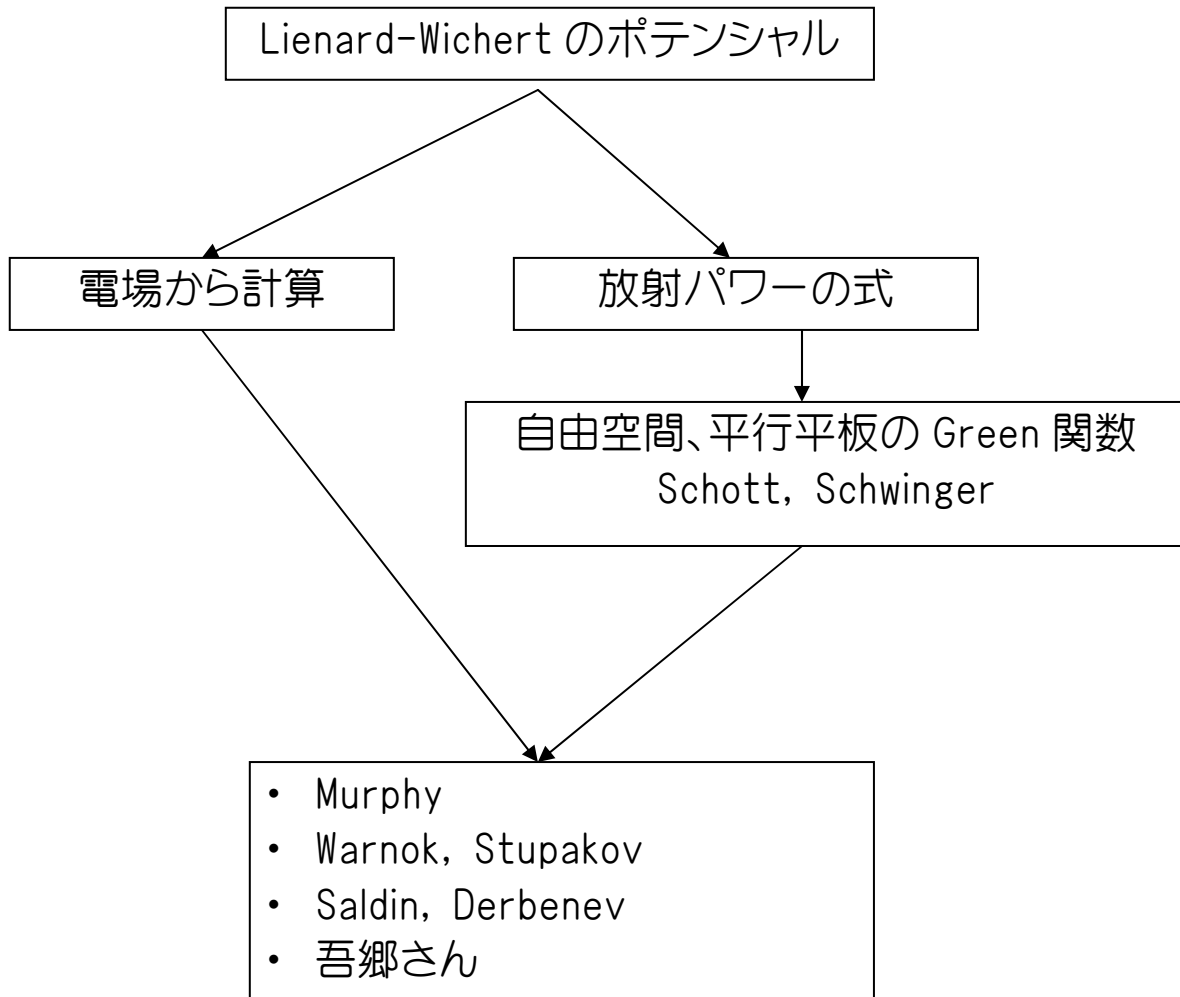 Lienard-Wichert のポテンシャル
電場から計算
放射パワーの式
自由空間、平行平板の Green 関数
Schott, Schwinger
• Murphy
• Warnok, Stupakov
• Saldin, Derbenev
• 吾郷さん